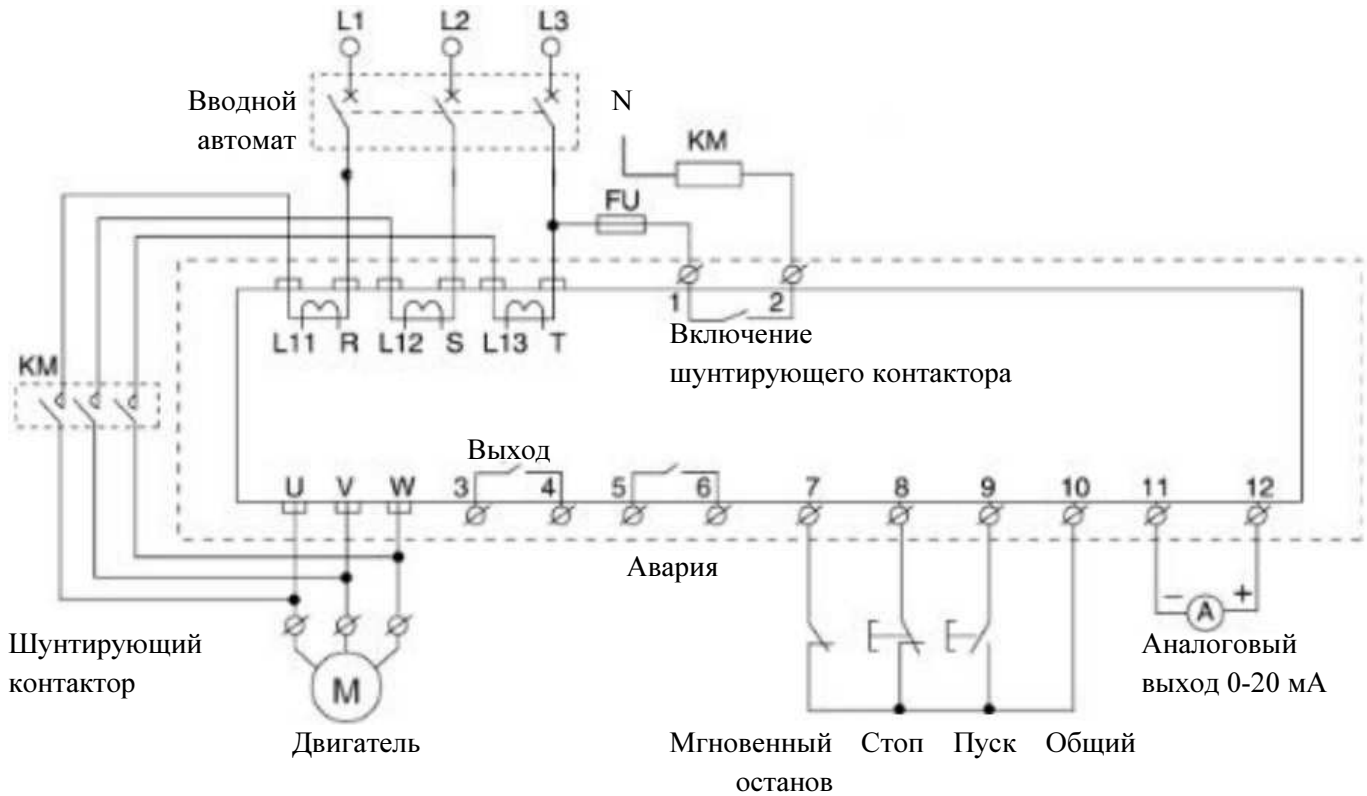 L1 L2 L3
Вводной
автомат
N
KM
FU
1 2
L11 R L12 S L13 T
Включение
шунтирующего контактора
KM
Выход
U V W 3 4 5 6 7 8 9 10 11 12
Авария
− A +
Шунтирующий
контактор
M
Аналоговый
выход 0-20 мА
Двигатель
Мгновенный
останов
Стоп
Пуск
Общий